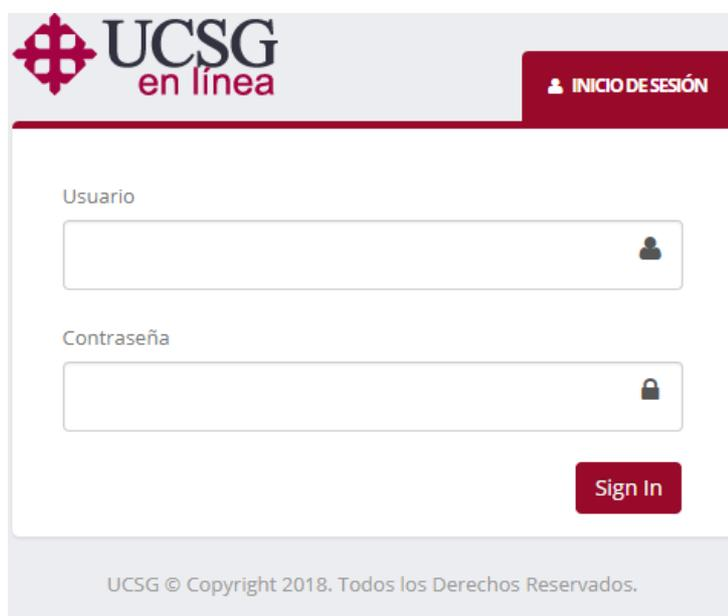 UCSG
en línea
INICIO DE SESIÓN
Usuario
Contraseña
Sign In
UCSG © Copyright 2018. Todos los Derechos Reservados.